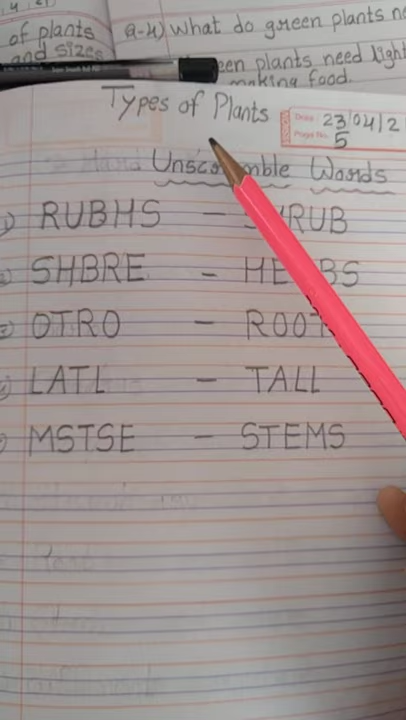 of plants
and sizes
Q-4) What do green plants ne
een plants need light
making food.
Types of Plants
Date 23/04/2
Page No. 5
Unscramble Words
RUBHS - SHRUB
SHBRE - HERBS
OTRO - ROOT
LATL - TALL
MSTSE - STEMS